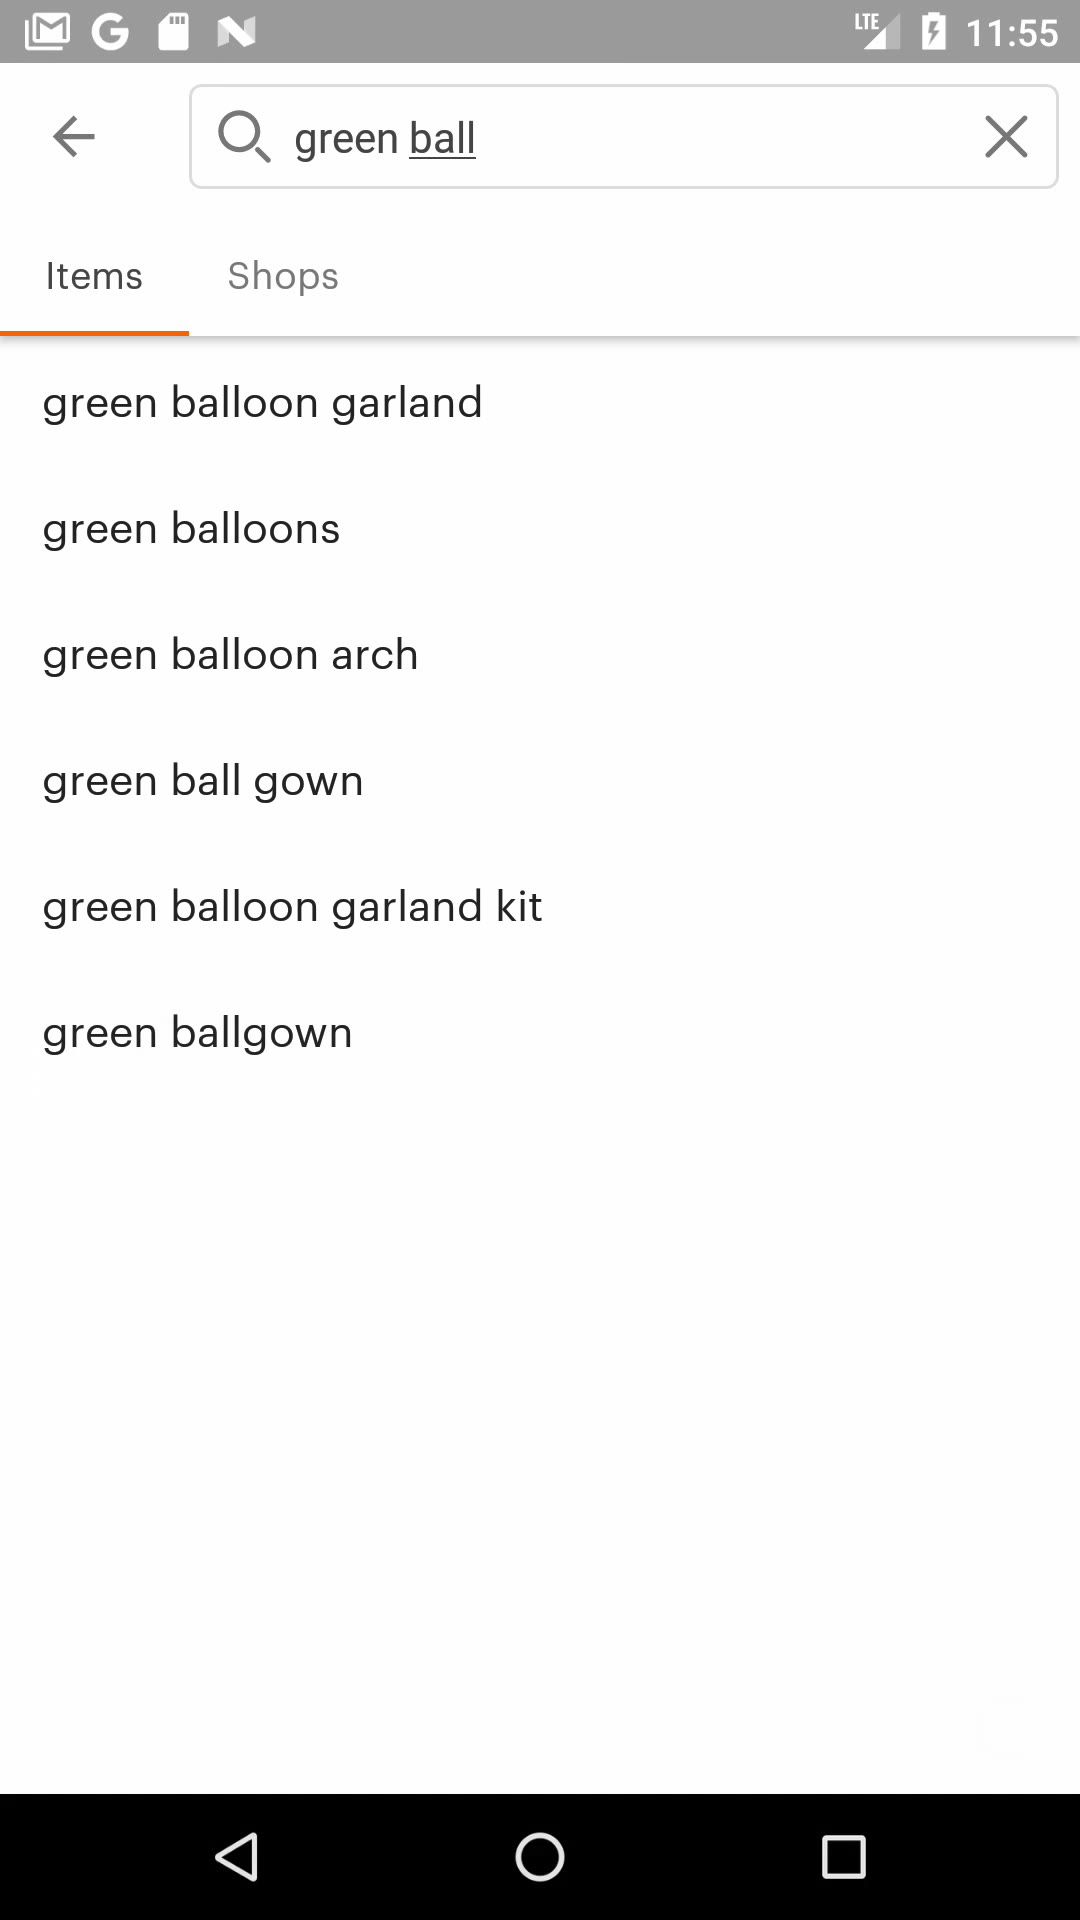 LTE 11:55
green ball
Items Shops
green balloon garland
green balloons
green balloon arch
green ball gown
green balloon garland kit
green ballgown